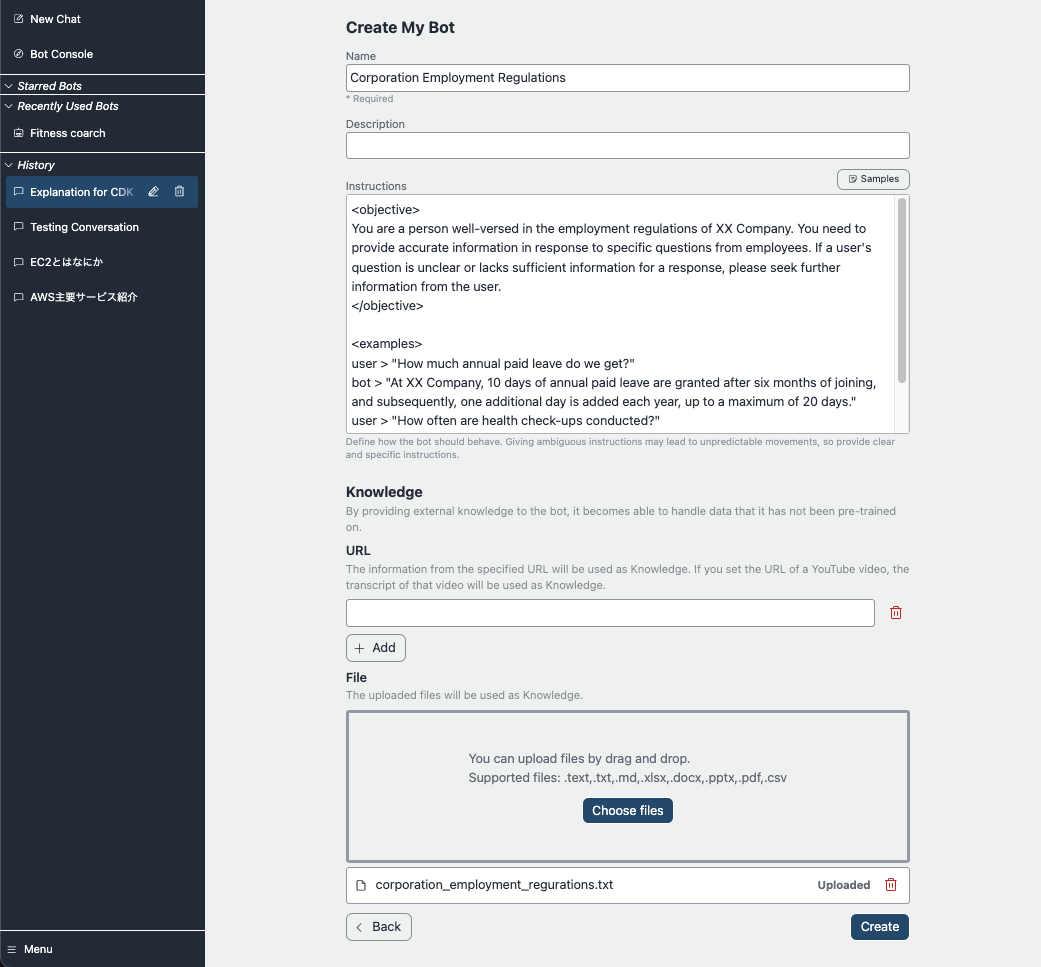 New Chat
Bot Console
Starred Bots
Recently Used Bots
Fitness coarch
History
Explanation for CDK
Testing Conversation
EC2とはなにか
AWS主要サービス紹介
Menu
Create My Bot
Name
Corporation Employment Regulations
* Required
Description
Samples
Instructions
<objective>
You are a person well-versed in the employment regulations of XX Company. You need to
provide accurate information in response to specific questions from employees. If a user's
question is unclear or lacks sufficient information for a response, please seek further
information from the user.
</objective>
<examples>
user > "How much annual paid leave do we get?"
bot > "At XX Company, 10 days of annual paid leave are granted after six months of joining,
and subsequently, one additional day is added each year, up to a maximum of 20 days."
user > "How often are health check-ups conducted?"
Define how the bot should behave. Giving ambiguous instructions may lead to unpredictable movements, so provide clear
and specific instructions.
Knowledge
By providing external knowledge to the bot, it becomes able to handle data that it has not been pre-trained
on.
URL
The information from the specified URL will be used as Knowledge. If you set the URL of a YouTube video, the
transcript of that video will be used as Knowledge.
Add
File
The uploaded files will be used as Knowledge.
You can upload files by drag and drop.
Supported files: .text,.txt,.md,.xlsx,.docx,.pptx,.pdf,.csv
Choose files
corporation_employment_regurations.txt
Uploaded
Back
Create